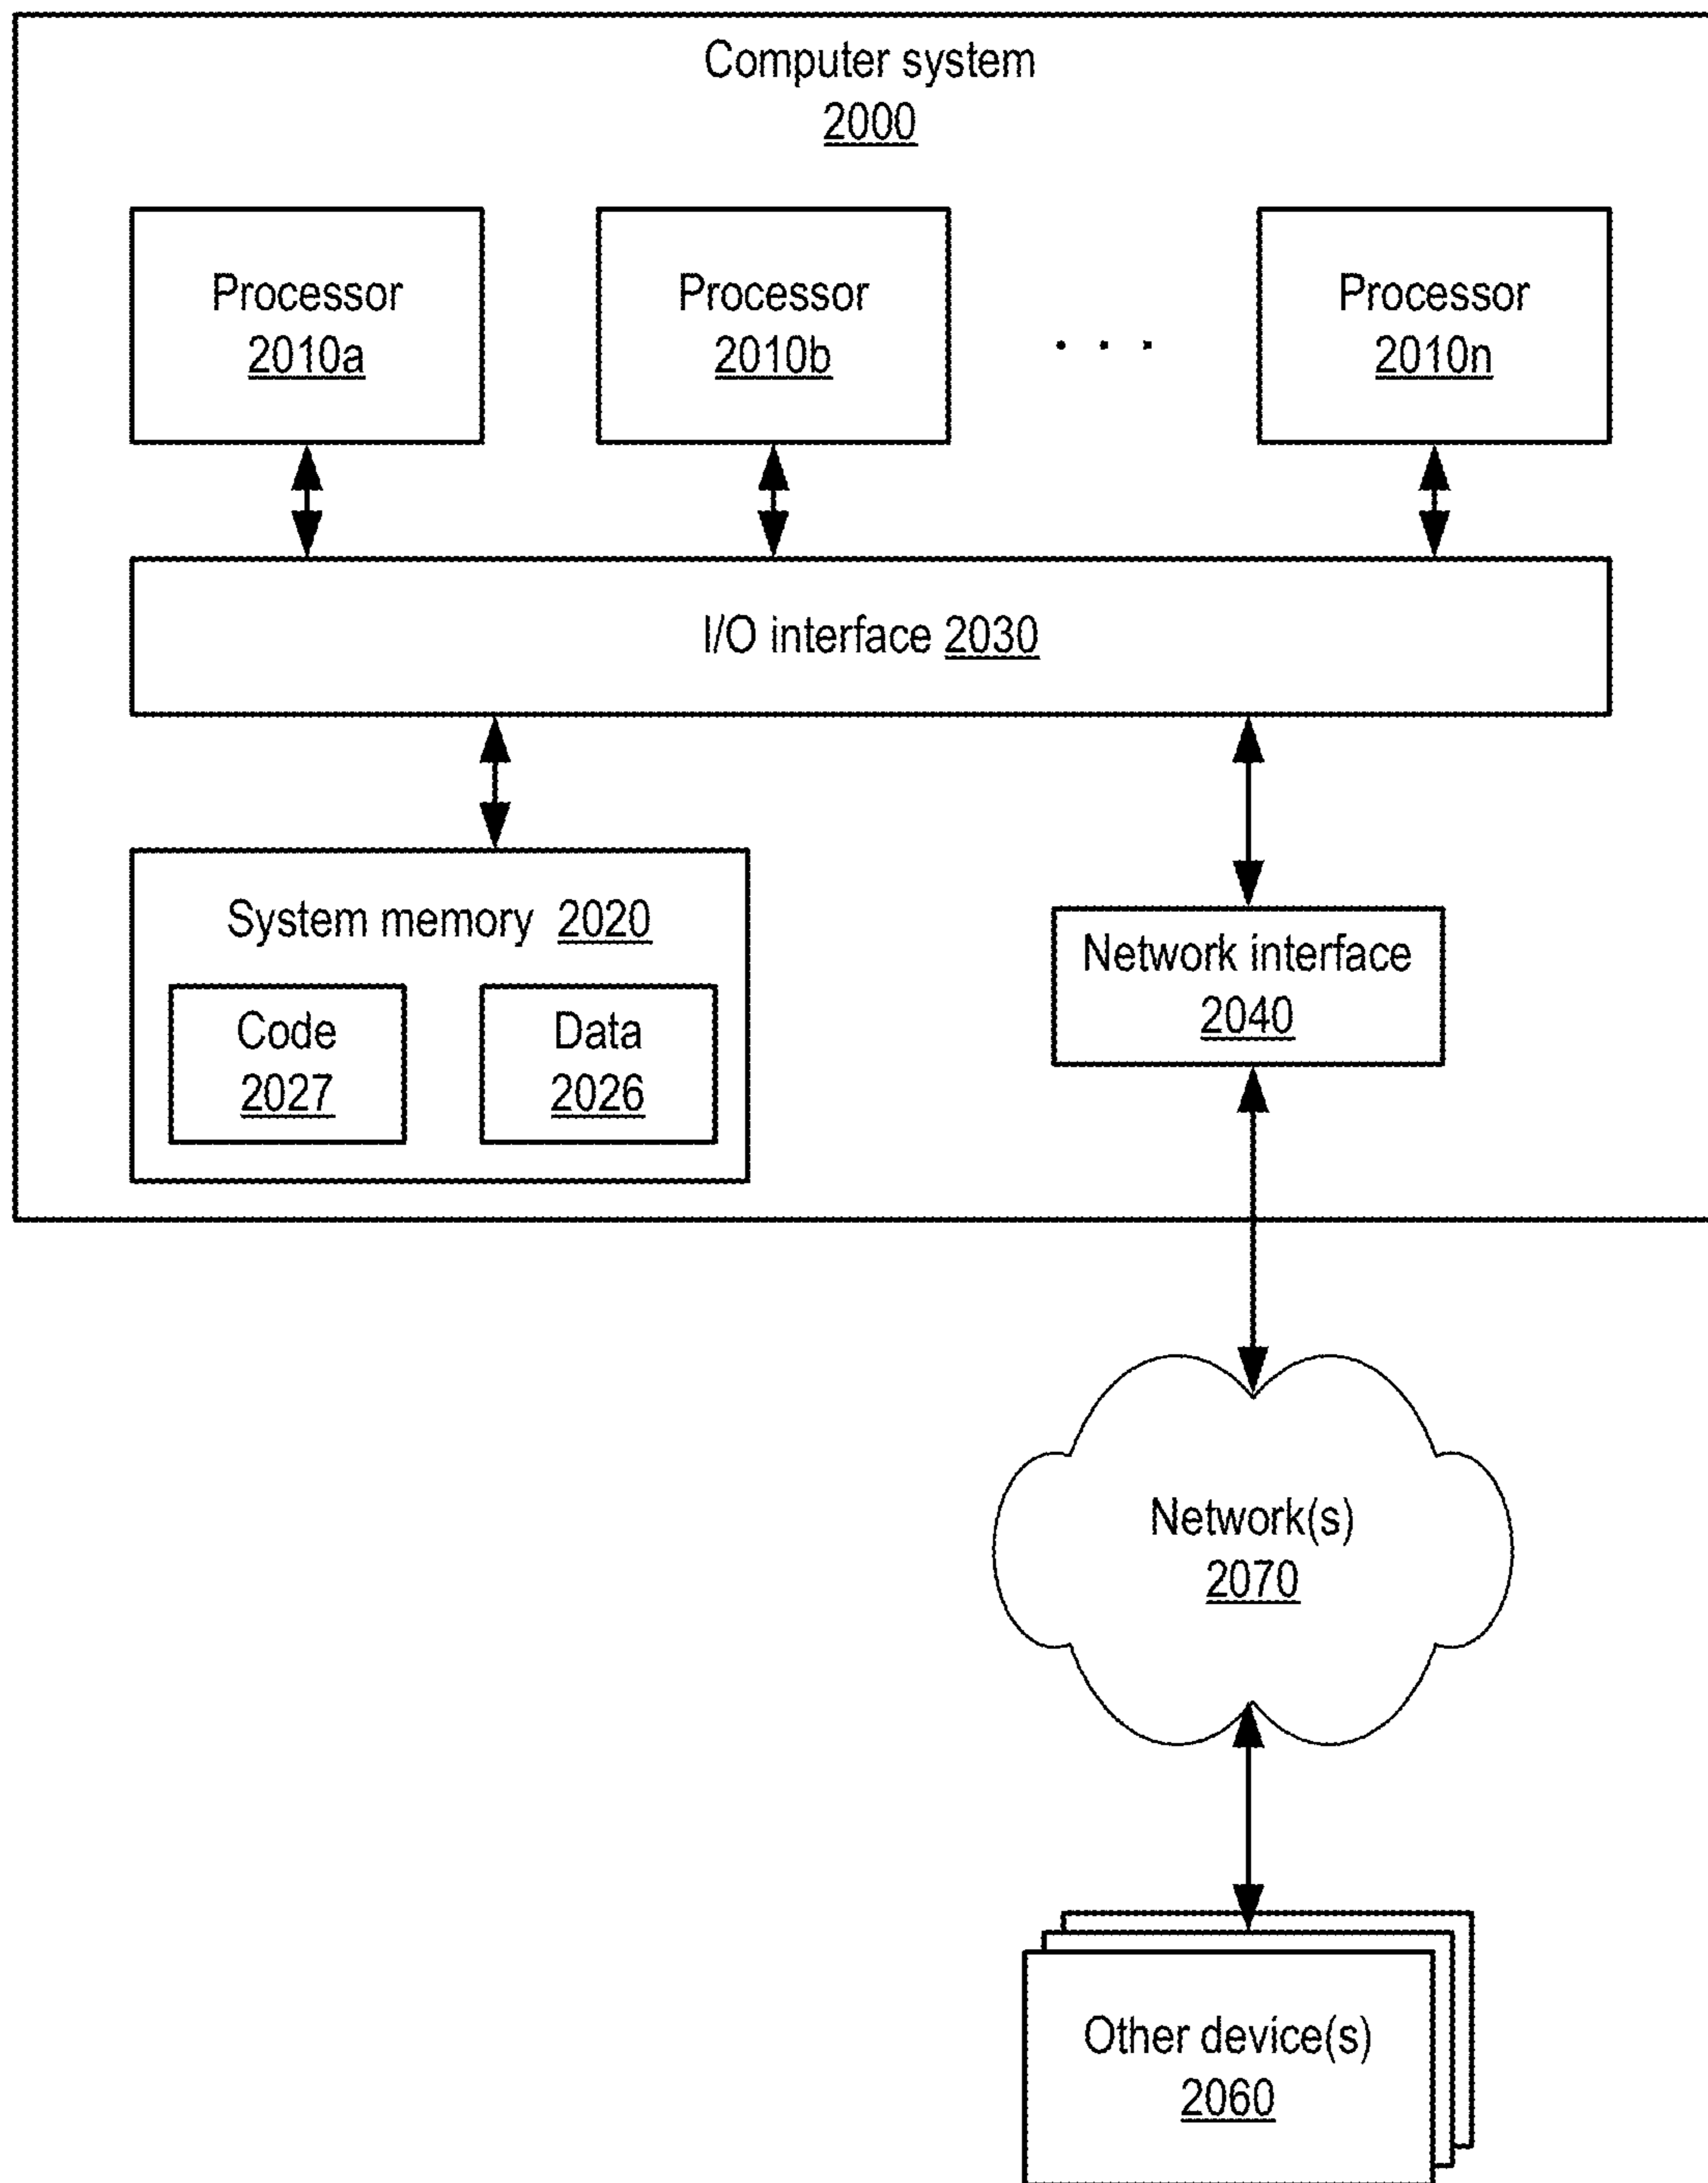 Computer system
2000
Processor
2010a
Processor
2010b
. . .
Processor
2010n
I/O interface 2030
System memory 2020
Code
2027
Data
2026
Network interface
2040
Network(s)
2070
Other device(s)
2060